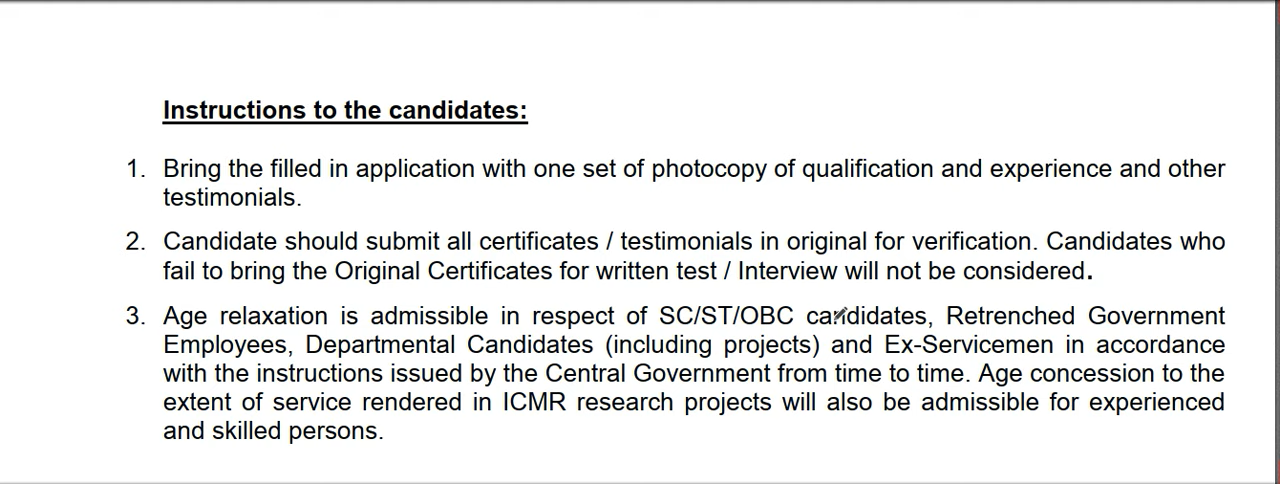 Instructions to the candidates:
1. Bring the filled in application with one set of photocopy of qualification and experience and other
testimonials.
2. Candidate should submit all certificates / testimonials in original for verification. Candidates who
fail to bring the Original Certificates for written test / Interview will not be considered.
3. Age relaxation is admissible in respect of SC/ST/OBC candidates, Retrenched Government
Employees, Departmental Candidates (including projects) and Ex-Servicemen in accordance
with the instructions issued by the Central Government from time to time. Age concession to the
extent of service rendered in ICMR research projects will also be admissible for experienced
and skilled persons.